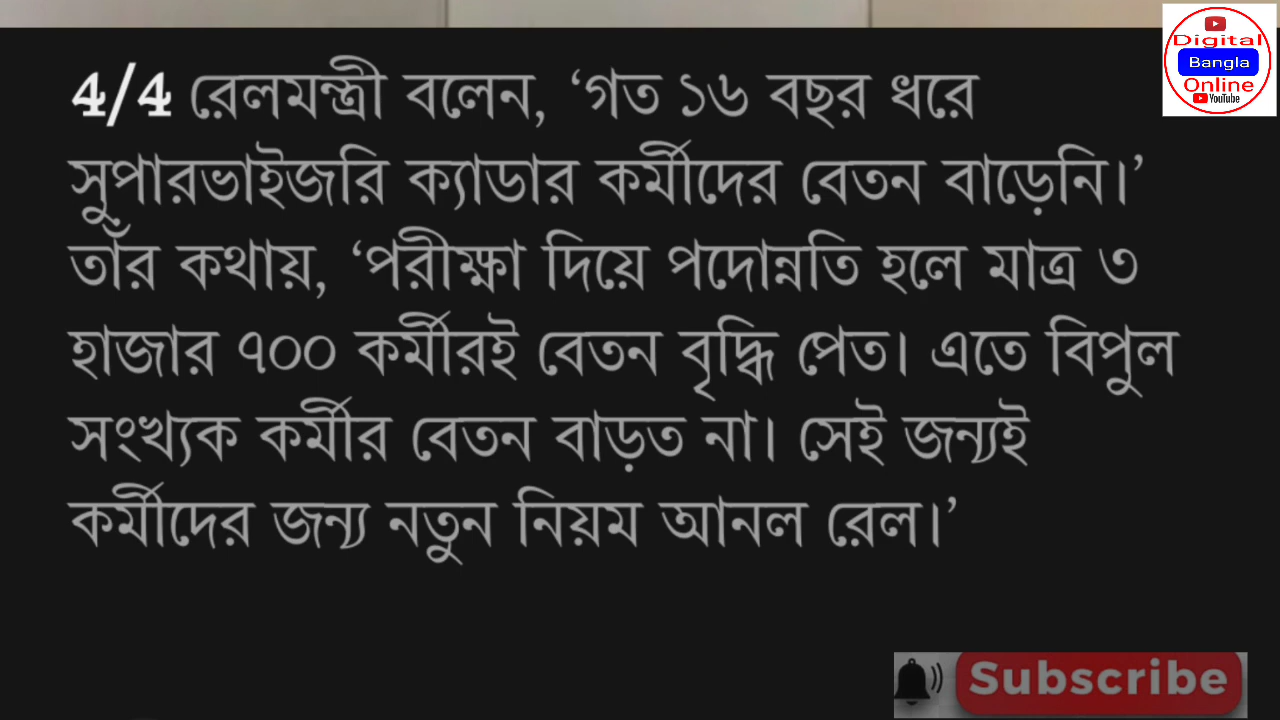 Digital
Bangla
Online
YouTube
4/4 রেলমন্ত্রী বলেন, ‘গত ১৬ বছর ধরে
সুপারভাইজরি ক্যাডার কর্মীদের বেতন বাড়েনি।’
তাঁর কথায়, ‘পরীক্ষা দিয়ে পদোন্নতি হলে মাত্র ৩
হাজার ৭০০ কর্মীরই বেতন বৃদ্ধি পেত। এতে বিপুল
সংখ্যক কর্মীর বেতন বাড়ত না। সেই জন্যই
কর্মীদের জন্য নতুন নিয়ম আনল রেল।’
Subscribe